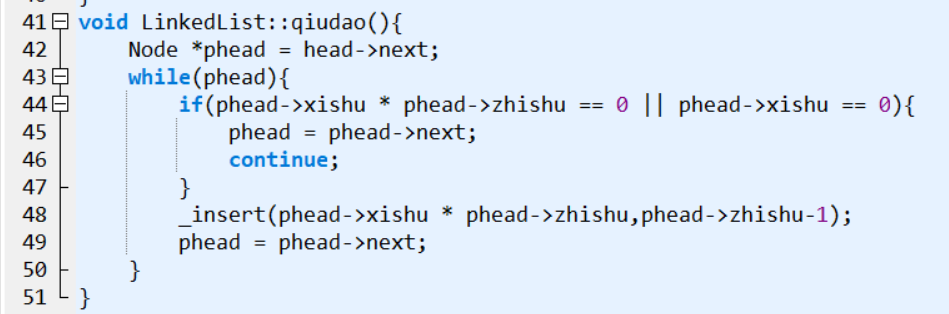 41 void LinkedList::qiudao(){
42     Node *phead = head->next;
43     while(phead){
44         if(phead->xishu * phead->zhishu == 0 || phead->xishu == 0){
45             phead = phead->next;
46             continue;
47         }
48         _insert(phead->xishu * phead->zhishu,phead->zhishu-1);
49         phead = phead->next;
50     }
51 }